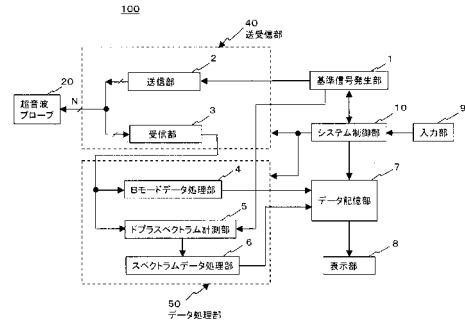 100
40
送受信部
2
送信部
1
基準信号発生部
20
超音波
プローブ
N
3
受信部
10
システム制御部
9
入力部
4
Bモードデータ処理部
7
データ記憶部
5
ドプラスペクトラム計測部
6
スペクトラムデータ処理部
8
表示部
50
データ処理部